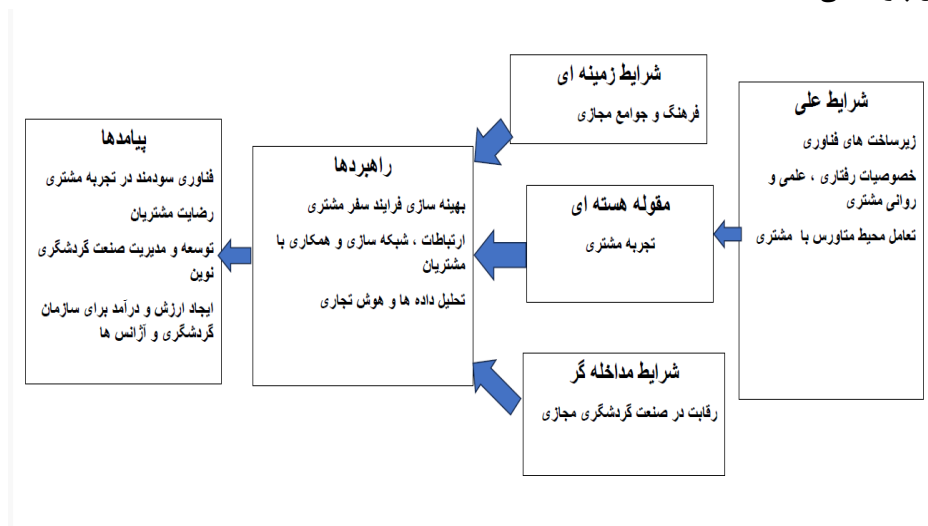 شرایط علی
زیرساخت های فناوری
خصوصیات رفتاری ، علمی و
روانی مشتری
تعامل محیط متاورس با مشتری
شرایط زمینه ای
فرهنگ و جوامع مجازی
مقوله هسته ای
تجربه مشتری
شرایط مداخله گر
رقابت در صنعت گردشگری مجازی
راهبردها
بهینه سازی فرایند سفر مشتری
ارتباطات ، شبکه سازی و همکاری با
مشتریان
تحلیل داده ها و هوش تجاری
پیامدها
فناوری سودمند در تجربه مشتری
رضایت مشتریان
توسعه و مدیریت صنعت گردشگری
نوین
ایجاد ارزش و درآمد برای سازمان
گردشگری و آژانس ها